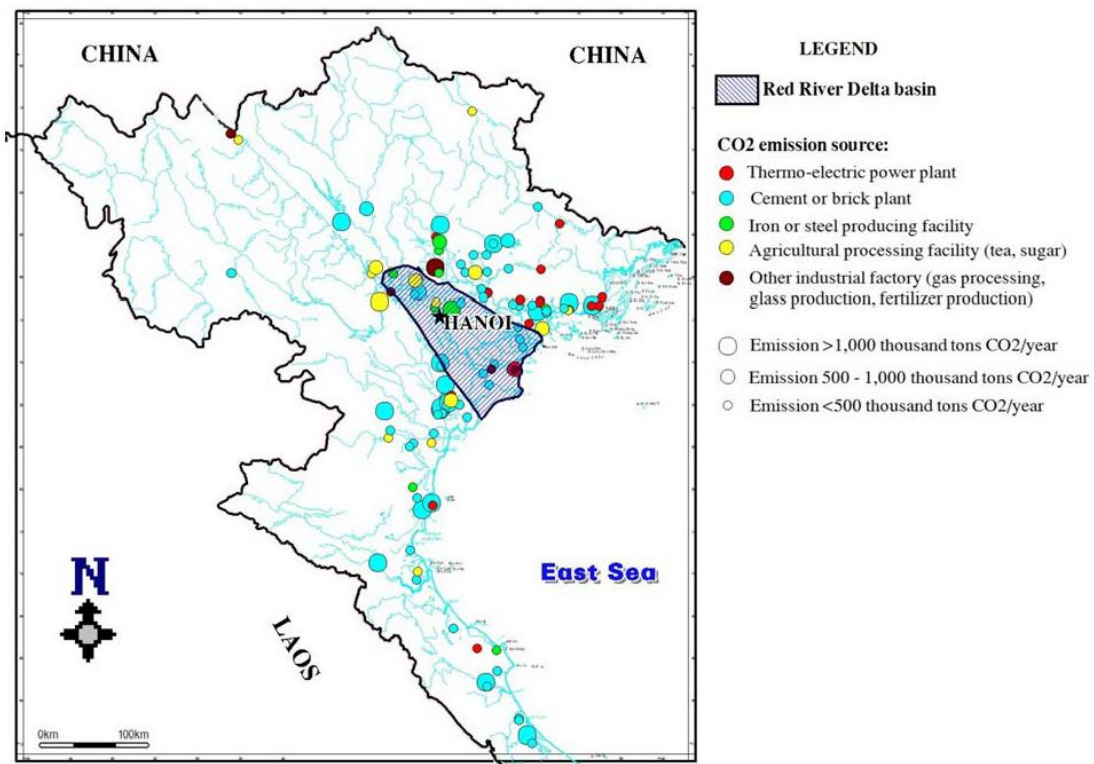 CHINA
CHINA
HANOI
East Sea
N
LAOS
0km
100km
LEGEND
Red River Delta basin
CO2 emission source:
Thermo-electric power plant
Cement or brick plant
Iron or steel producing facility
Agricultural processing facility (tea, sugar)
Other industrial factory (gas processing,
glass production, fertilizer production)
Emission >1,000 thousand tons CO2/year
Emission 500 - 1,000 thousand tons CO2/year
Emission <500 thousand tons CO2/year